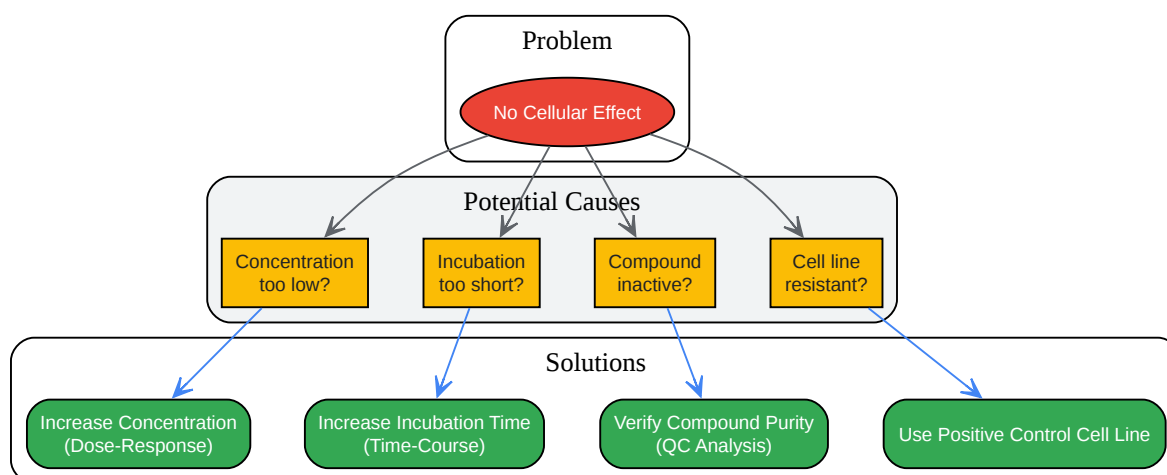 Problem
No Cellular Effect
Potential Causes
Concentration
too low?
Incubation
too short?
Compound
inactive?
Cell line
resistant?
Solutions
Increase Concentration
(Dose-Response)
Increase Incubation Time
(Time-Course)
Verify Compound Purity
(QC Analysis)
Use Positive Control Cell Line